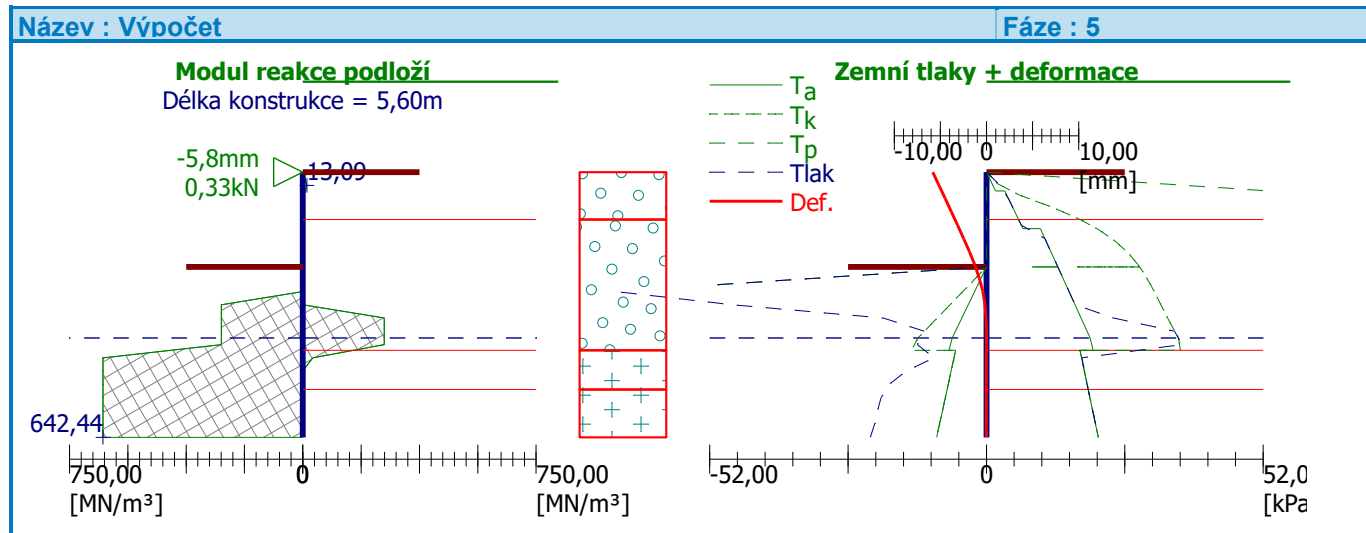 Název : Výpočet
Fáze : 5
Modul reakce podloží
Délka konstrukce = 5,60m
-5,8mm
0,33kN
13,09
642,44
750,00
0
750,00
[MN/m³]
[MN/m³]
Zemní tlaky + deformace
Ta
Tk
Tp
Tlak
Def.
-10,00
0
10,00
[mm]
-52,00
0
52,0
[kPa